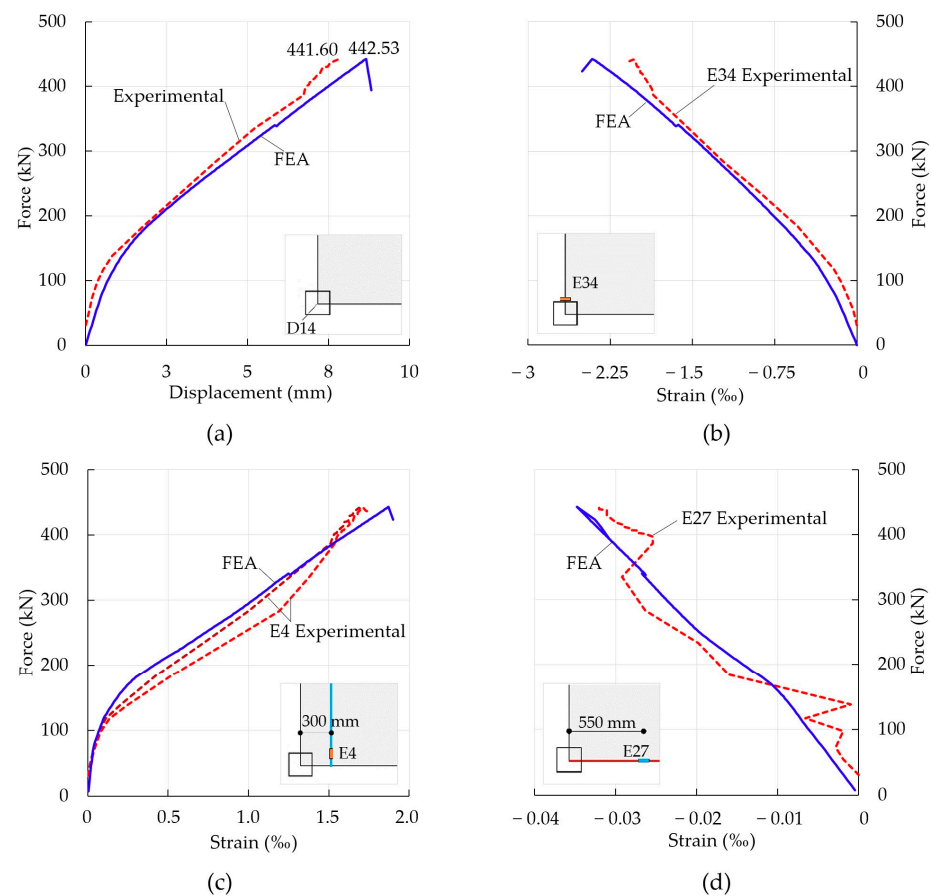 500
400
300
200
100
0
Force (kN)
441.60 442.53
Experimental
FEA
D14
0 3 5 8 10
Displacement (mm)
(a)
E34 Experimental
FEA
E34
500
400
300
200
100
0
Force (kN)
−3 −2.25 −1.5 −0.75 0
Strain (‰)
(b)
500
400
300
200
100
0
Force (kN)
FEA
E4 Experimental
300 mm
E4
0 0.5 1.0 1.5 2.0
Strain (‰)
(c)
E27 Experimental
FEA
550 mm
E27
500
400
300
200
100
0
Force (kN)
−0.04 −0.03 −0.02 −0.01 0
Strain (‰)
(d)